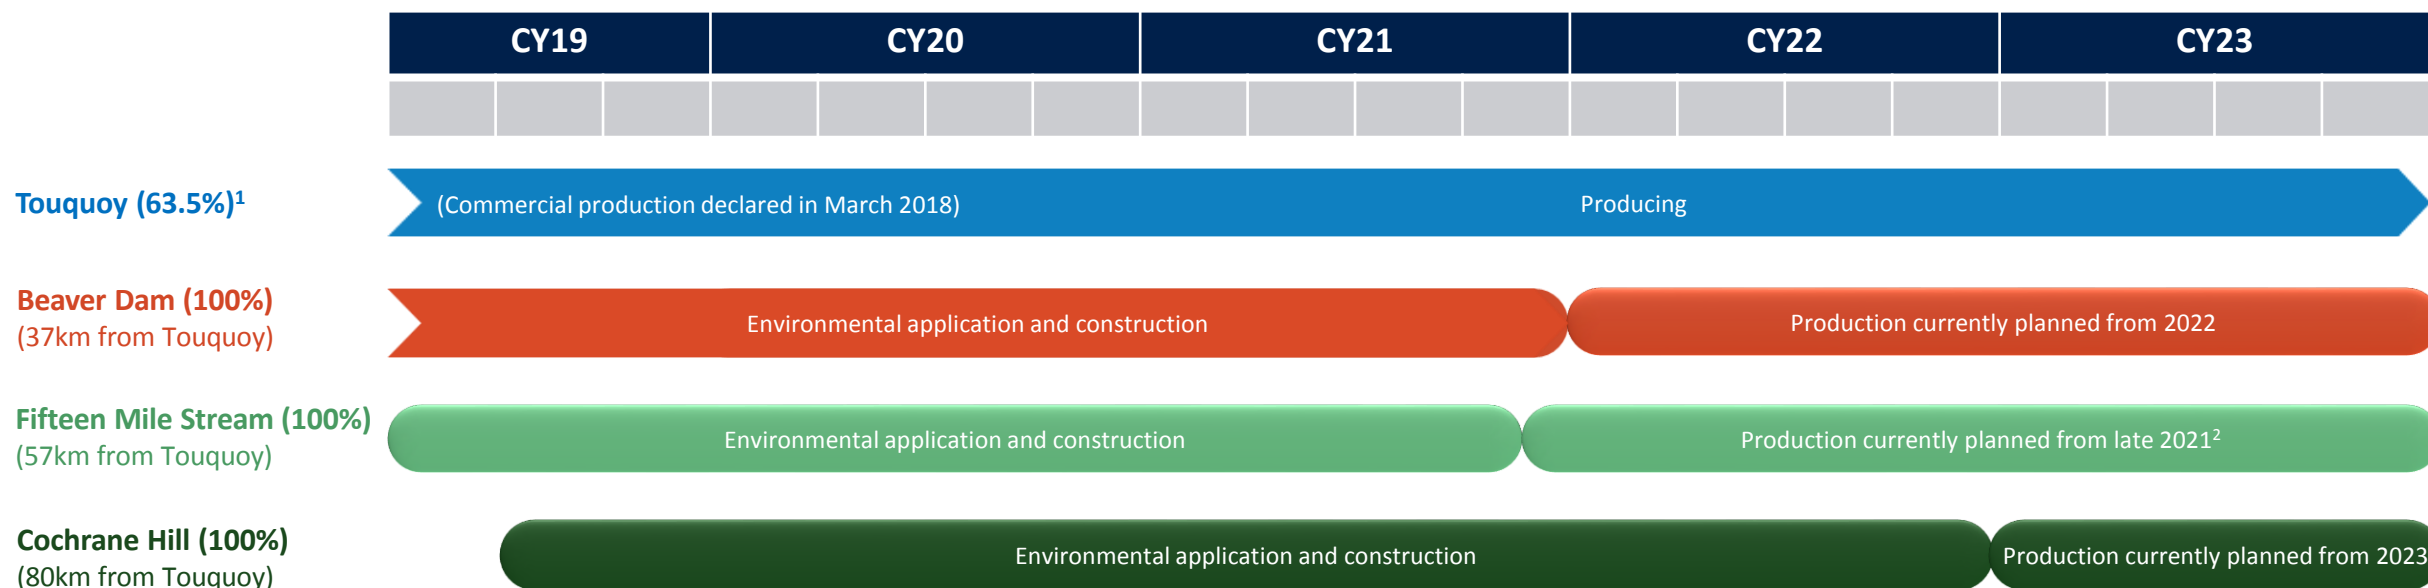 CY19 CY20 CY21 CY22 CY23
Touquoy (63.5%)¹
(Commercial production declared in March 2018) Producing
Beaver Dam (100%)
(37km from Touquoy)
Environmental application and construction Production currently planned from 2022
Fifteen Mile Stream (100%)
(57km from Touquoy)
Environmental application and construction Production currently planned from late 2021²
Cochrane Hill (100%)
(80km from Touquoy)
Environmental application and construction Production currently planned from 2023